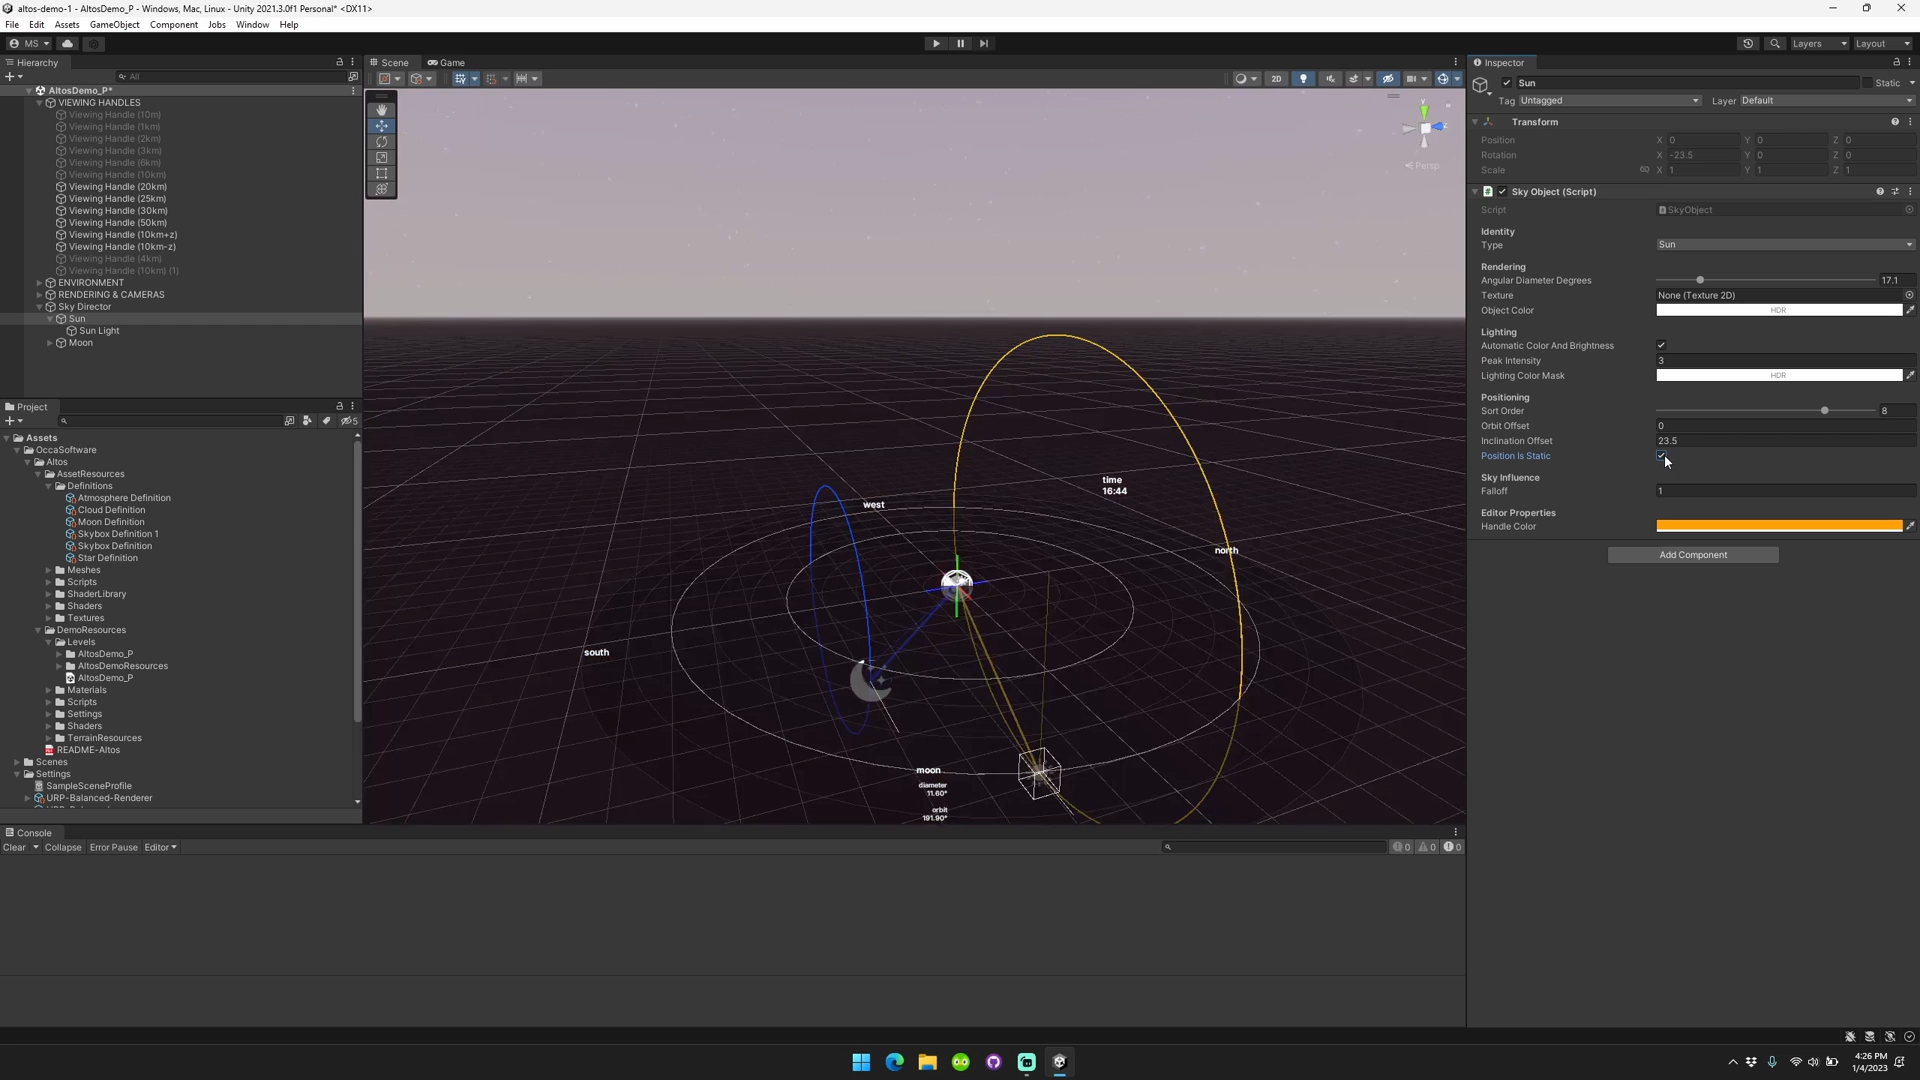 altos-demo-1 - AltosDemo_P - Windows, Mac, Linux - Unity 2021.3.0f1 Personal* <DX11>
File Edit Assets GameObject Component Jobs Window Help
MS
Layers Layout
Hierarchy
All
AltosDemo_P*
VIEWING HANDLES
Viewing Handle (10m)
Viewing Handle (1km)
Viewing Handle (2km)
Viewing Handle (3km)
Viewing Handle (6km)
Viewing Handle (10km)
Viewing Handle (20km)
Viewing Handle (25km)
Viewing Handle (30km)
Viewing Handle (50km)
Viewing Handle (10km+z)
Viewing Handle (10km-z)
Viewing Handle (4km)
Viewing Handle (10km) (1)
ENVIRONMENT
RENDERING & CAMERAS
Sky Director
Sun
Sun Light
Moon
Project
5
Assets
OccaSoftware
Altos
AssetResources
Definitions
Atmosphere Definition
Cloud Definition
Moon Definition
Skybox Definition 1
Skybox Definition
Star Definition
Meshes
Scripts
ShaderLibrary
Shaders
Textures
DemoResources
Levels
AltosDemo_P
AltosDemoResources
AltosDemo_P
Materials
Scripts
Settings
Shaders
TerrainResources
README-Altos
Scenes
Settings
SampleSceneProfile
URP-Balanced-Renderer
Scene Game
2D
y
z
Persp
time
16:44
west
north
south
moon
diameter
11.60°
orbit
191.90°
Console
Clear Collapse Error Pause Editor
0 0 0
Inspector
Sun Static
Tag Untagged Layer Default
Transform
Position X 0 Y 0 Z 0
Rotation X -23.5 Y 0 Z 0
Scale X 1 Y 1 Z 1
Sky Object (Script)
Script SkyObject
Identity
Type Sun
Rendering
Angular Diameter Degrees 17.1
Texture None (Texture 2D)
Object Color HDR
Lighting
Automatic Color And Brightness
Peak Intensity 3
Lighting Color Mask HDR
Positioning
Sort Order 8
Orbit Offset 0
Inclination Offset 23.5
Position Is Static
Sky Influence
Falloff 1
Editor Properties
Handle Color
Add Component
4:26 PM
1/4/2023